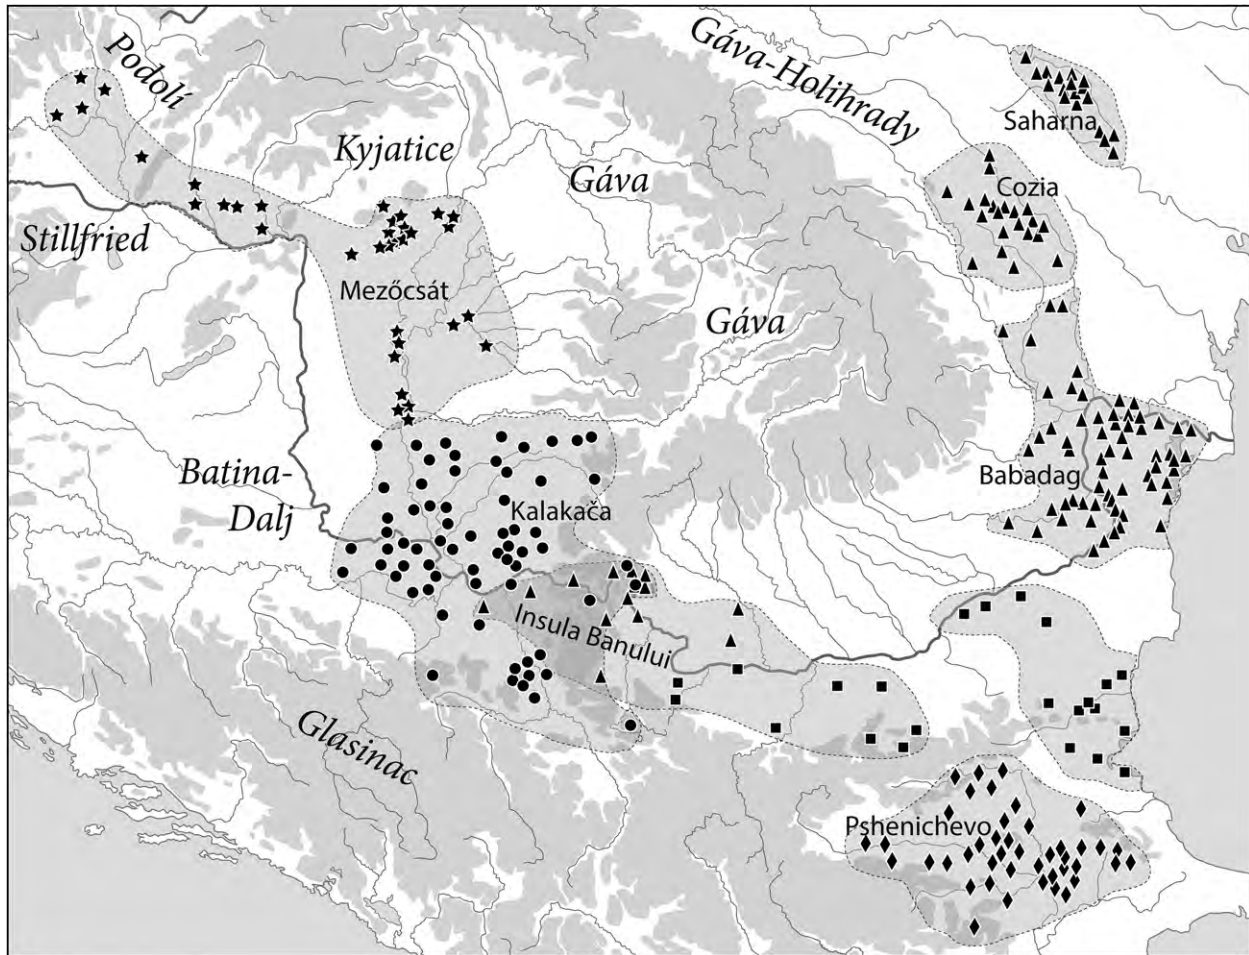 Podolí
Gáva-Holihrady
Saharna
Kyjatice
Gáva
Cozia
Stillfried
Mezőcsát
Gáva
Batina-
Dalj
Babadag
Kalakača
Insula Banului
Glasinac
Pshenichevo